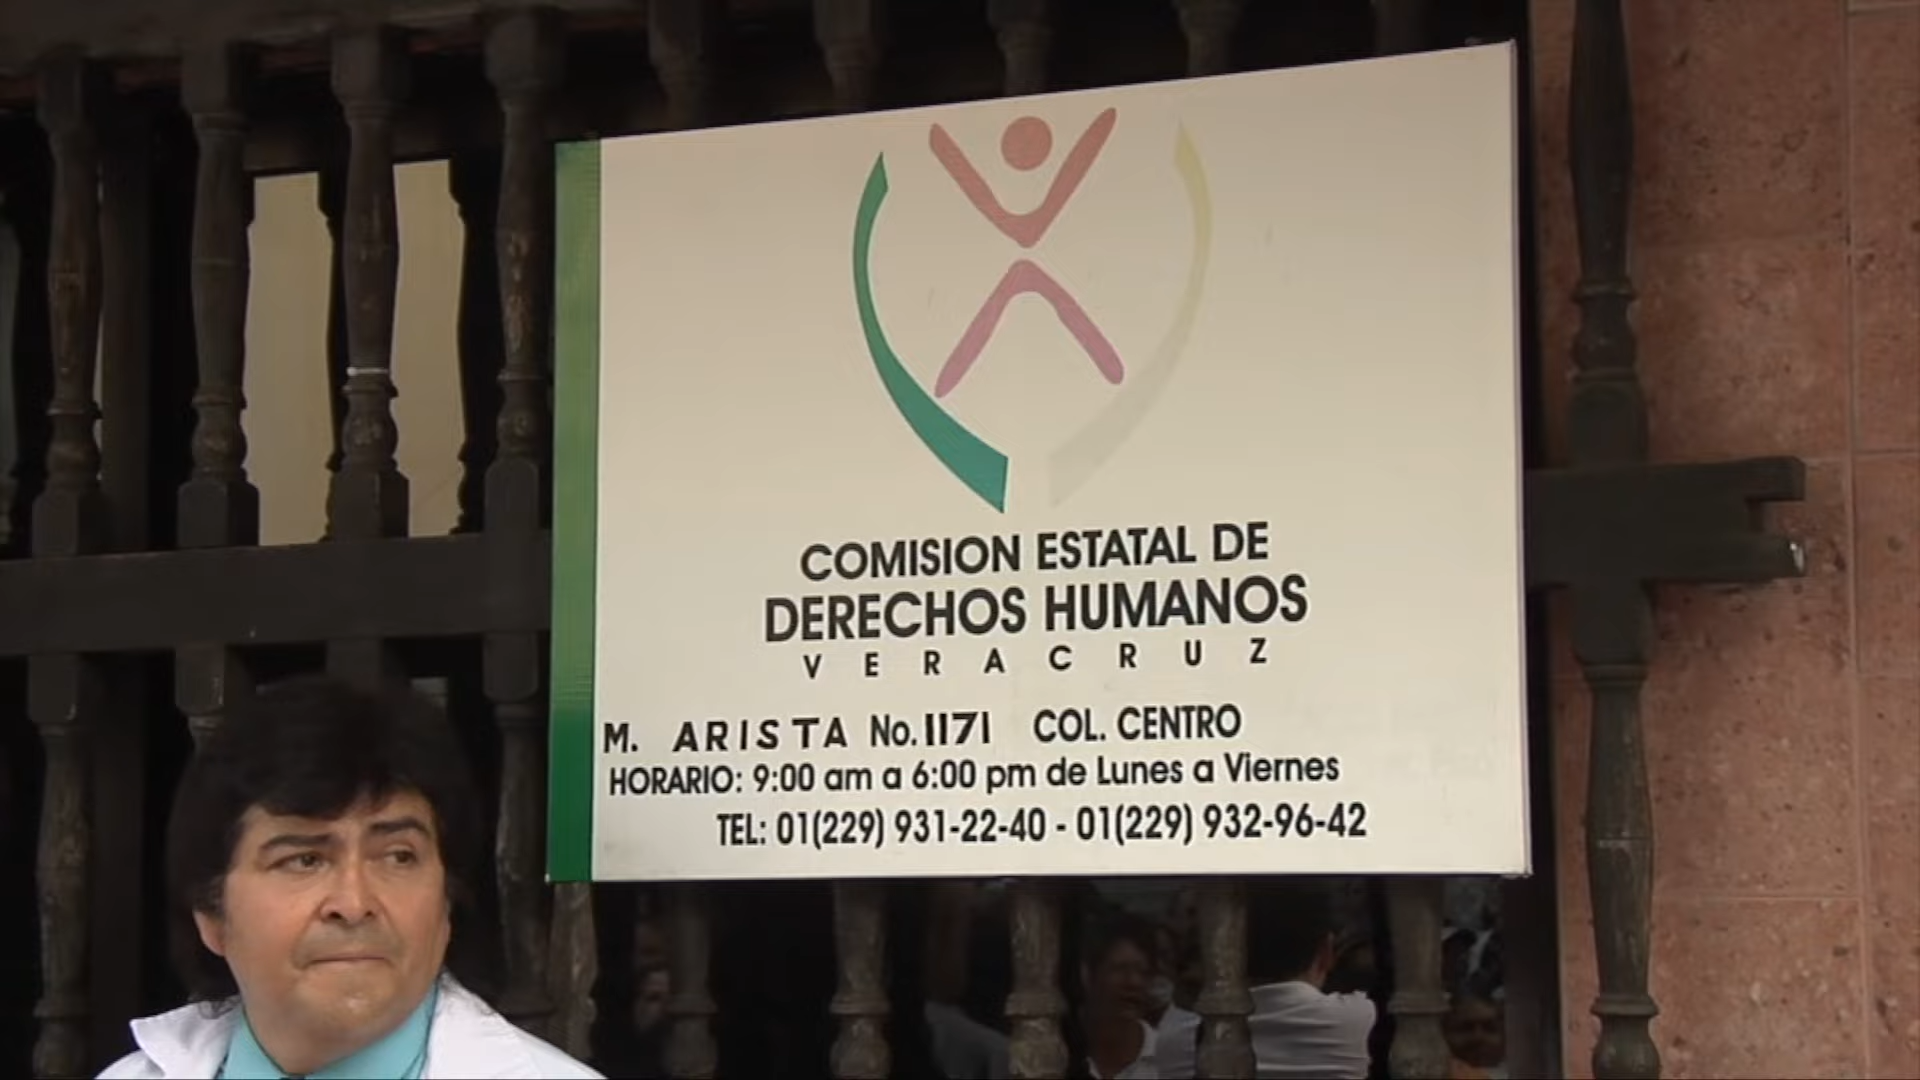 COMISION ESTATAL DE
DERECHOS HUMANOS
VERACRUZ
M. ARISTA No. 1171 COL. CENTRO
HORARIO: 9:00 am a 6:00 pm de Lunes a Viernes
TEL: 01(229) 931-22-40 - 01(229) 932-96-42